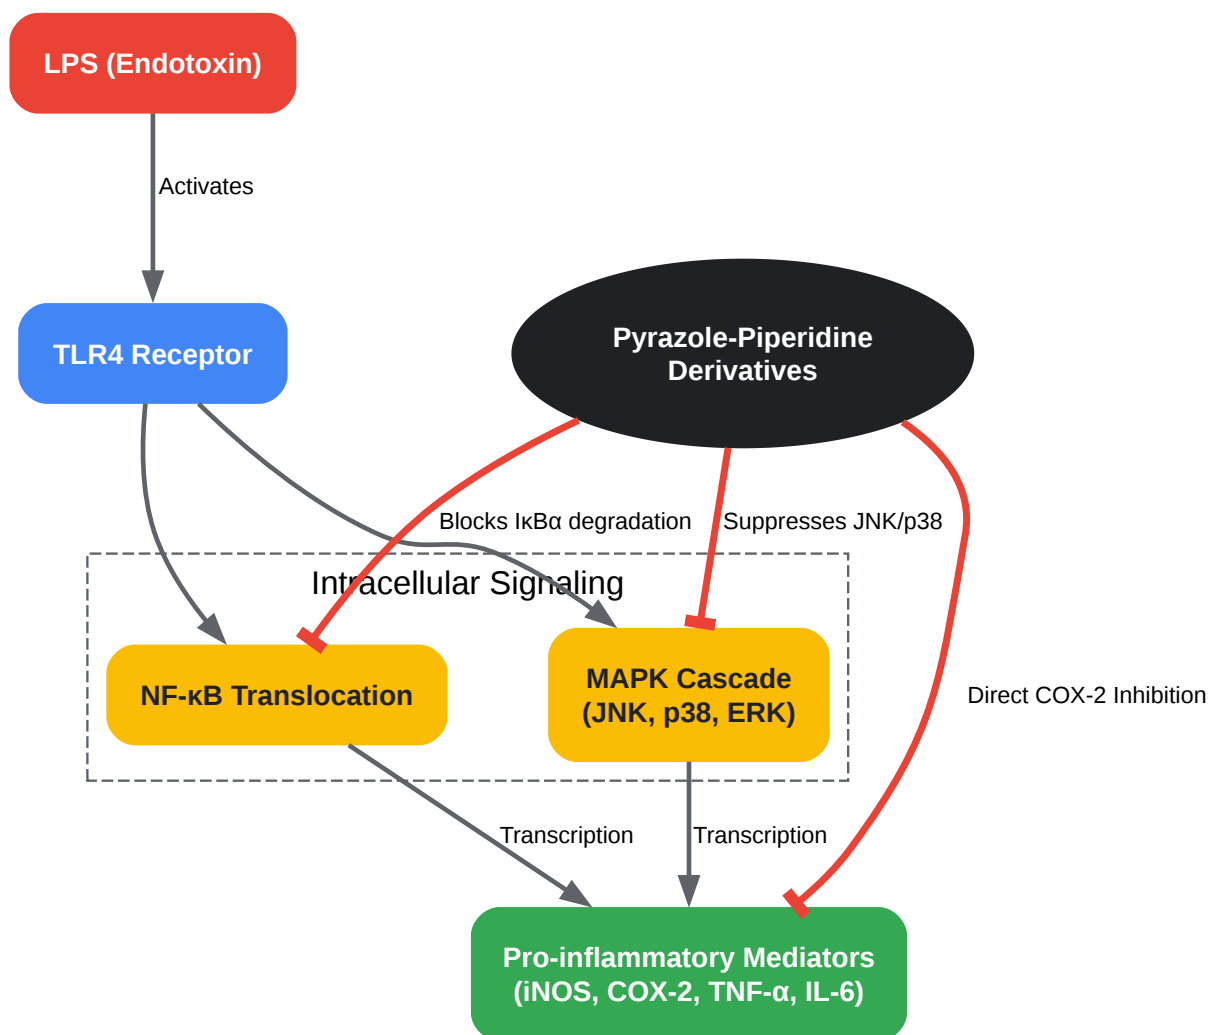 LPS (Endotoxin)
Activates
TLR4 Receptor
Pyrazole-Piperidine
Derivatives
Blocks IκBα degradation
Suppresses JNK/p38
Intracellular Signaling
NF-κB Translocation
MAPK Cascade
(JNK, p38, ERK)
Direct COX-2 Inhibition
Transcription
Transcription
Pro-inflammatory Mediators
(iNOS, COX-2, TNF-α, IL-6)